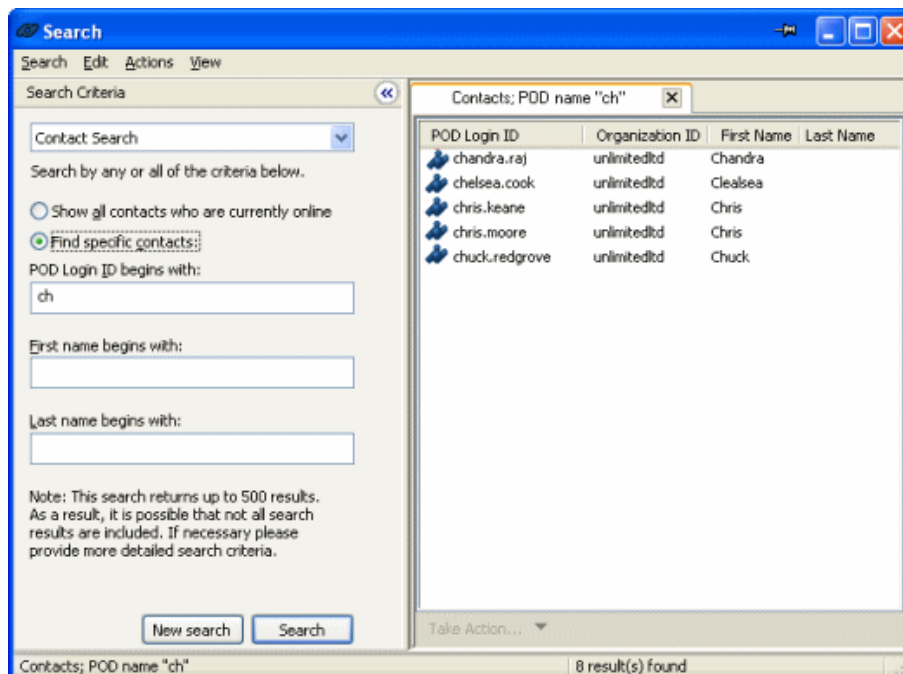 Search
Search Edit Actions View
Search Criteria
Contact Search
Search by any or all of the criteria below.
Show all contacts who are currently online
Find specific contacts:
POD Login ID begins with:
ch
First name begins with:
Last name begins with:
Note: This search returns up to 500 results.
As a result, it is possible that not all search
results are included. If necessary please
provide more detailed search criteria.
New search Search
Contacts; POD name "ch"
POD Login ID Organization ID First Name Last Name
chandra.raj unlimitedltd Chandra
chelsea.cook unlimitedltd Clealsea
chris.keane unlimitedltd Chris
chris.moore unlimitedltd Chris
chuck.redgrove unlimitedltd Chuck
Take Action...
Contacts; POD name "ch" 8 result(s) found